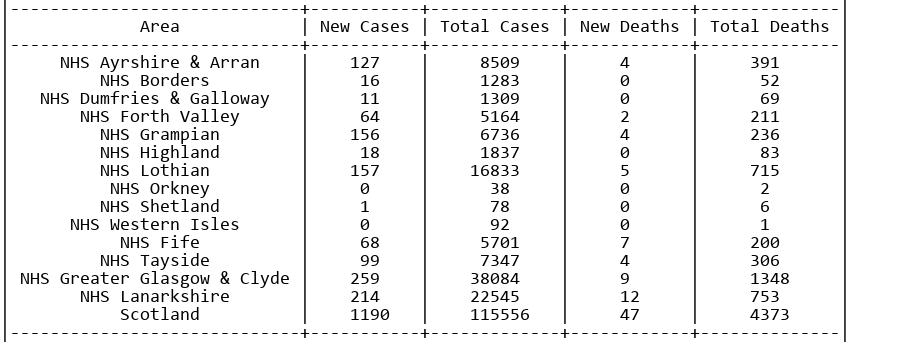 Area | New Cases | Total Cases | New Deaths | Total Deaths
NHS Ayrshire & Arran | 127 | 8509 | 4 | 391
NHS Borders | 16 | 1283 | 0 | 52
NHS Dumfries & Galloway | 11 | 1309 | 0 | 69
NHS Forth Valley | 64 | 5164 | 2 | 211
NHS Grampian | 156 | 6736 | 4 | 236
NHS Highland | 18 | 1837 | 0 | 83
NHS Lothian | 157 | 16833 | 5 | 715
NHS Orkney | 0 | 38 | 0 | 2
NHS Shetland | 1 | 78 | 0 | 6
NHS Western Isles | 0 | 92 | 0 | 1
NHS Fife | 68 | 5701 | 7 | 200
NHS Tayside | 99 | 7347 | 4 | 306
NHS Greater Glasgow & Clyde | 259 | 38084 | 9 | 1348
NHS Lanarkshire | 214 | 22545 | 12 | 753
Scotland | 1190 | 115556 | 47 | 4373